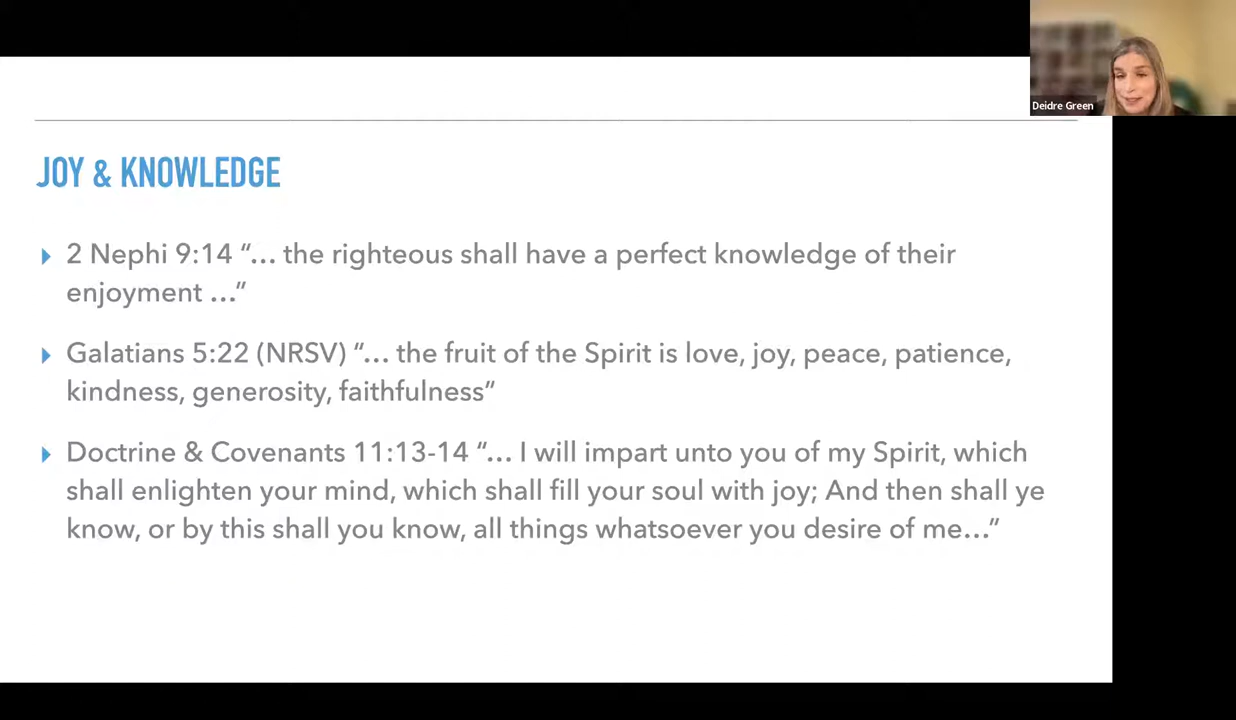 Deidre Green
JOY & KNOWLEDGE
2 Nephi 9:14 “… the righteous shall have a perfect knowledge of their
enjoyment …”
Galatians 5:22 (NRSV) “… the fruit of the Spirit is love, joy, peace, patience,
kindness, generosity, faithfulness”
Doctrine & Covenants 11:13-14 “… I will impart unto you of my Spirit, which
shall enlighten your mind, which shall fill your soul with joy; And then shall ye
know, or by this shall you know, all things whatsoever you desire of me…”